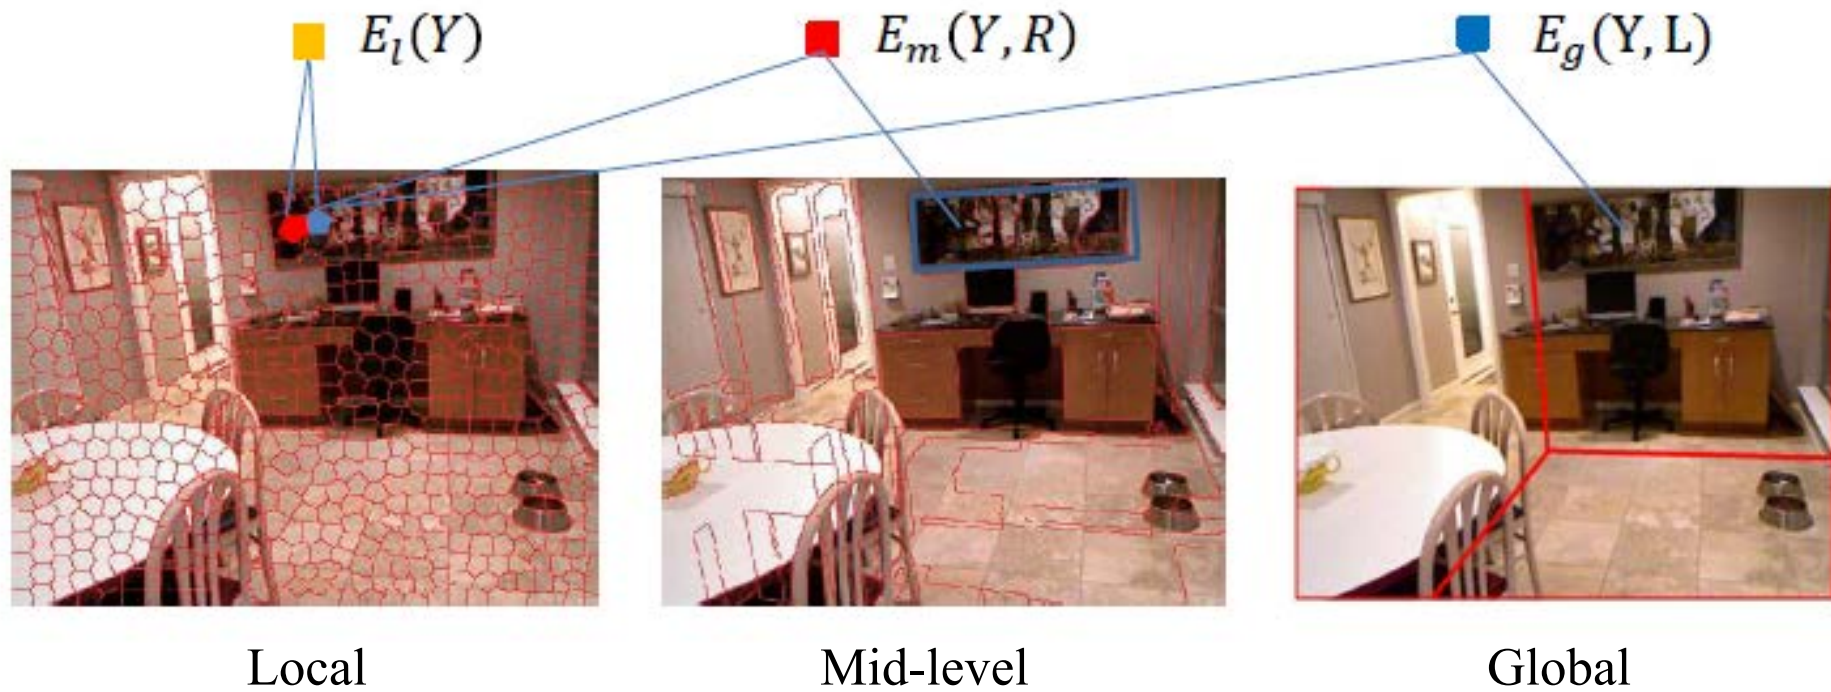 E_l(Y)
E_m(Y, R)
E_g(Y, L)
Local
Mid-level
Global